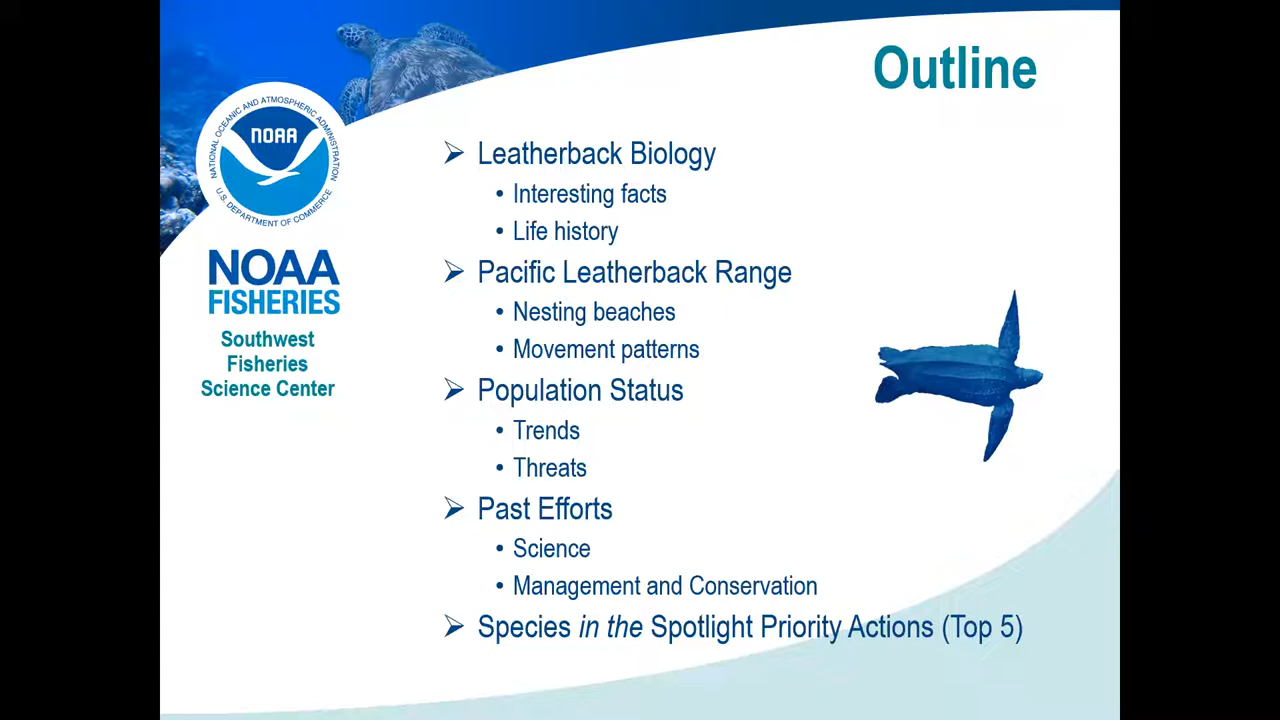 Outline
NATIONAL OCEANIC AND ATMOSPHERIC ADMINISTRATION
NOAA
U.S. DEPARTMENT OF COMMERCE
NOAA
FISHERIES
Southwest
Fisheries
Science Center
➢ Leatherback Biology
• Interesting facts
• Life history
➢ Pacific Leatherback Range
• Nesting beaches
• Movement patterns
➢ Population Status
• Trends
• Threats
➢ Past Efforts
• Science
• Management and Conservation
➢ Species in the Spotlight Priority Actions (Top 5)